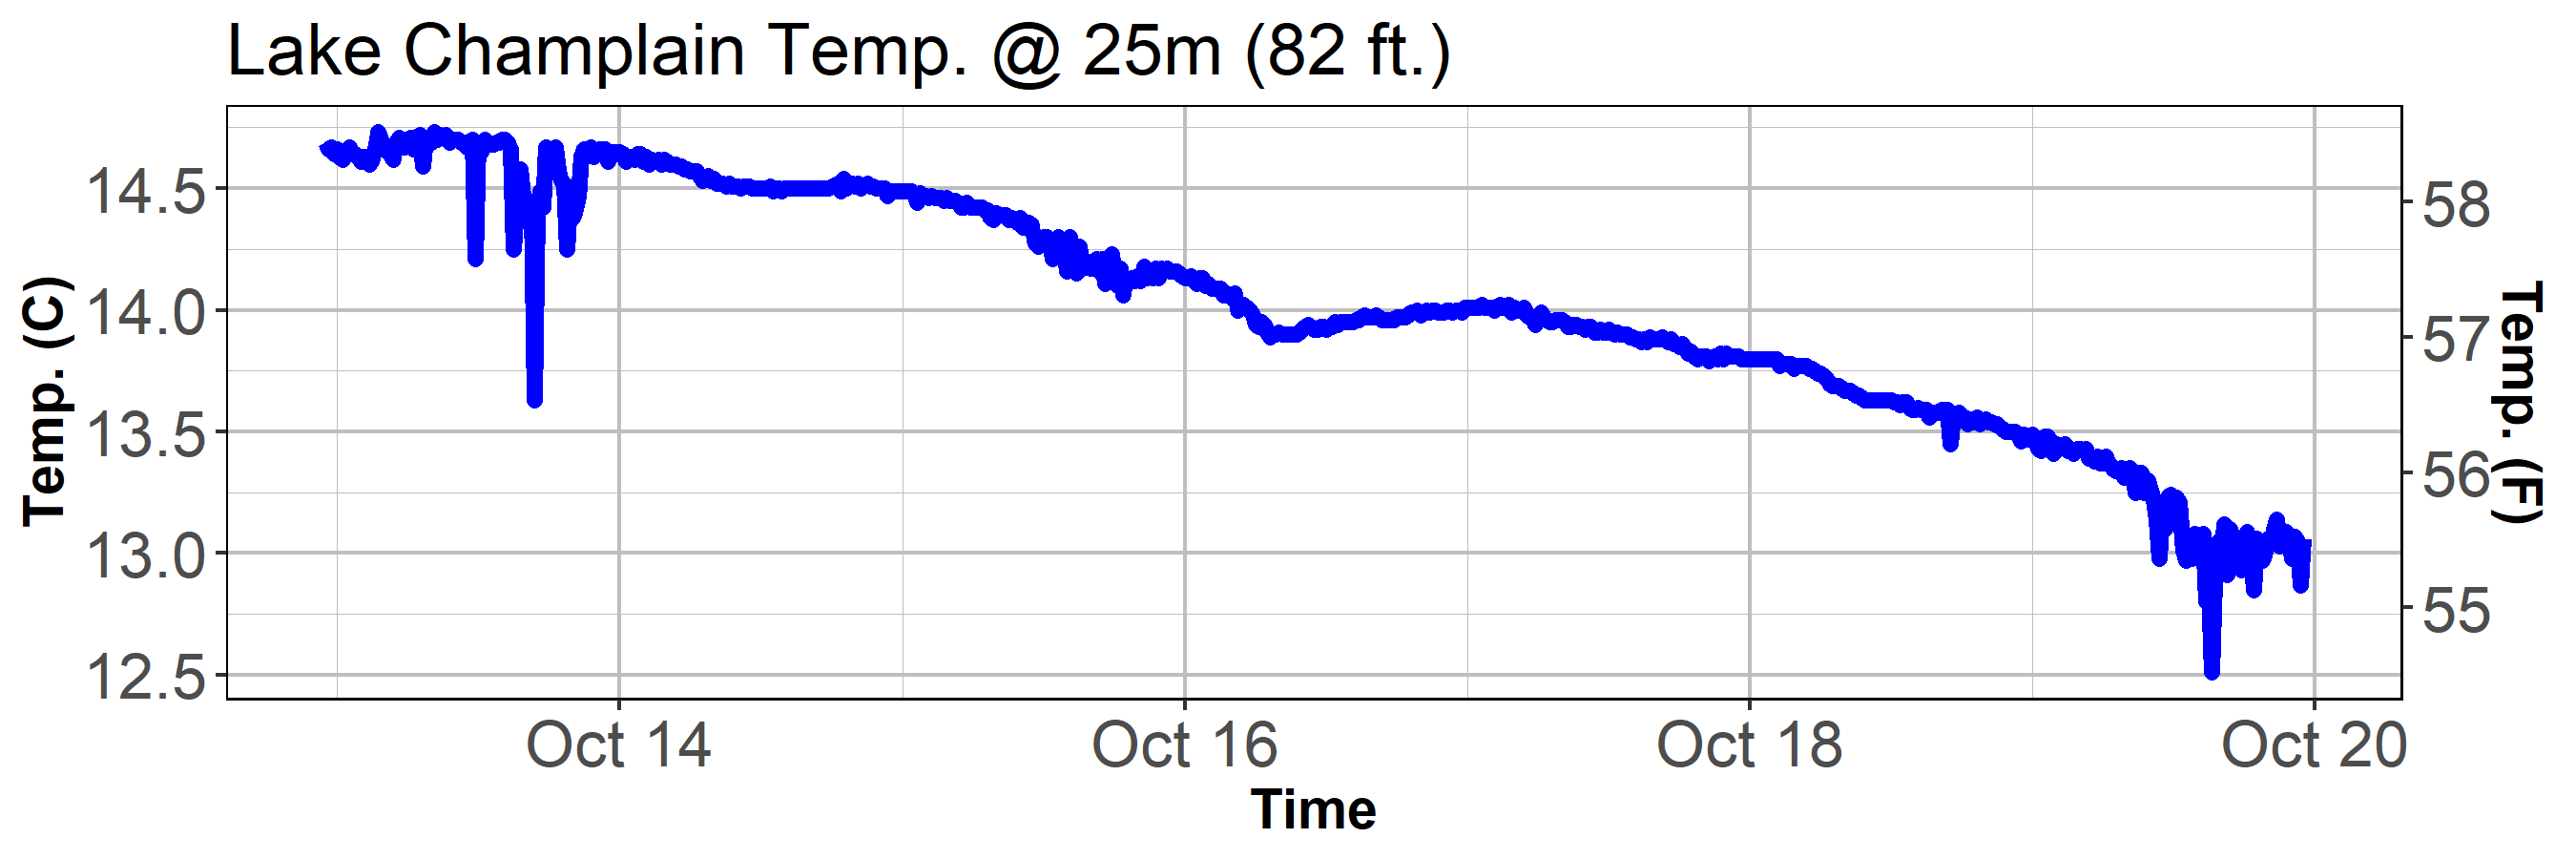 Lake Champlain Temp. @ 25m (82 ft.)
Temp. (C)
14.5
14.0
13.5
13.0
12.5
58
57
56
55
Temp. (F)
Oct 14 Oct 16 Oct 18 Oct 20
Time